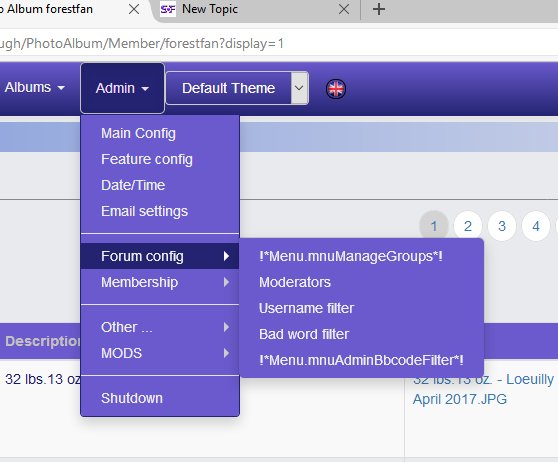 o Album forestfan
S*F New Topic
ugh/PhotoAlbum/Member/forestfan?display=1
Albums Admin Default Theme
Main Config
Feature config
Date/Time
Email settings
1 2 3 4
Forum config !*Menu.mnuManageGroups*!
Membership Moderators
Username filter
Other ... Bad word filter
MODS !*Menu.mnuAdminBbcodeFilter*!
Description
32 lbs.13 oz 32 lbs.13 oz. - Loeuilly
Shutdown April 2017.JPG